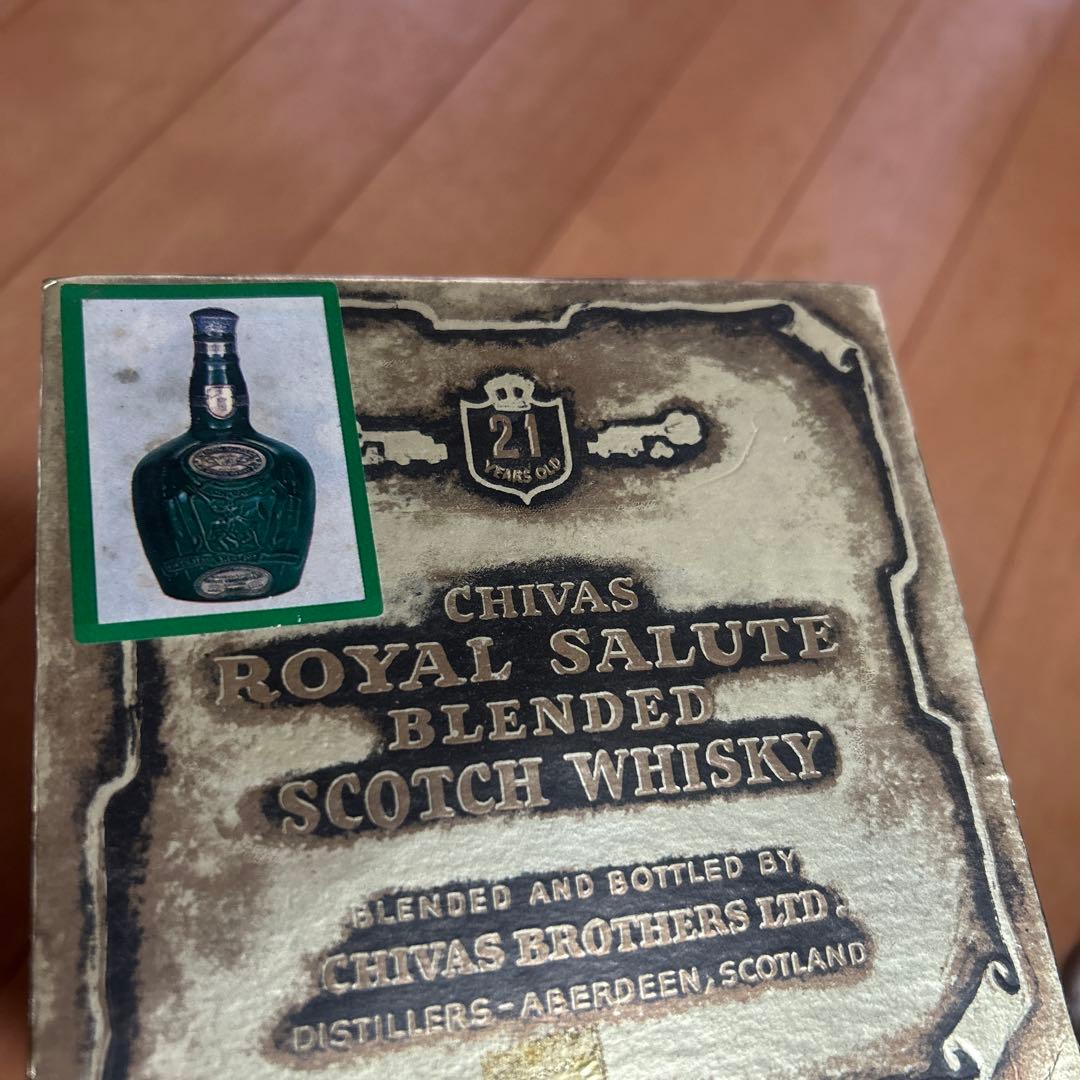 21
YEARS OLD
CHIVAS
ROYAL SALUTE
BLENDED
SCOTCH WHISKY
BLENDED AND BOTTLED BY
CHIVAS BROTHERS LTD.
DISTILLERS-ABERDEEN, SCOTLAND